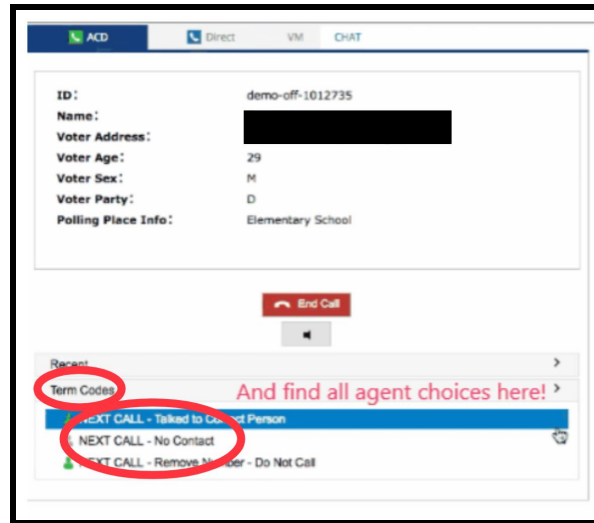 ACD Direct VM CHAT
ID: demo-off-1012735
Name:
Voter Address:
Voter Age: 29
Voter Sex: M
Voter Party: D
Polling Place Info: Elementary School
End Call
Recent
Term Codes And find all agent choices here!
NEXT CALL - Talked to Correct Person
NEXT CALL - No Contact
NEXT CALL - Remove Number - Do Not Call